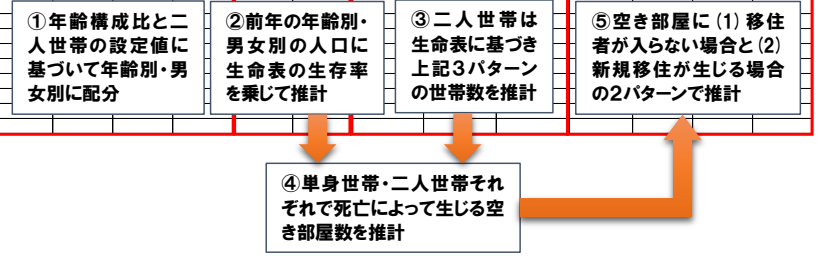 ①年齢構成比と二
人世帯の設定値に
基づいて年齢別・男
女別に配分
②前年の年齢別・
男女別の人口に
生命表の生存率
を乗じて推計
③二人世帯は
生命表に基づき
上記３パターン
の世帯数を推計
⑤空き部屋に(1)移住
者が入らない場合と(2)
新規移住が生じる場合
の2パターンで推計
④単身世帯・二人世帯それ
ぞれで死亡によって生じる空
き部屋数を推計